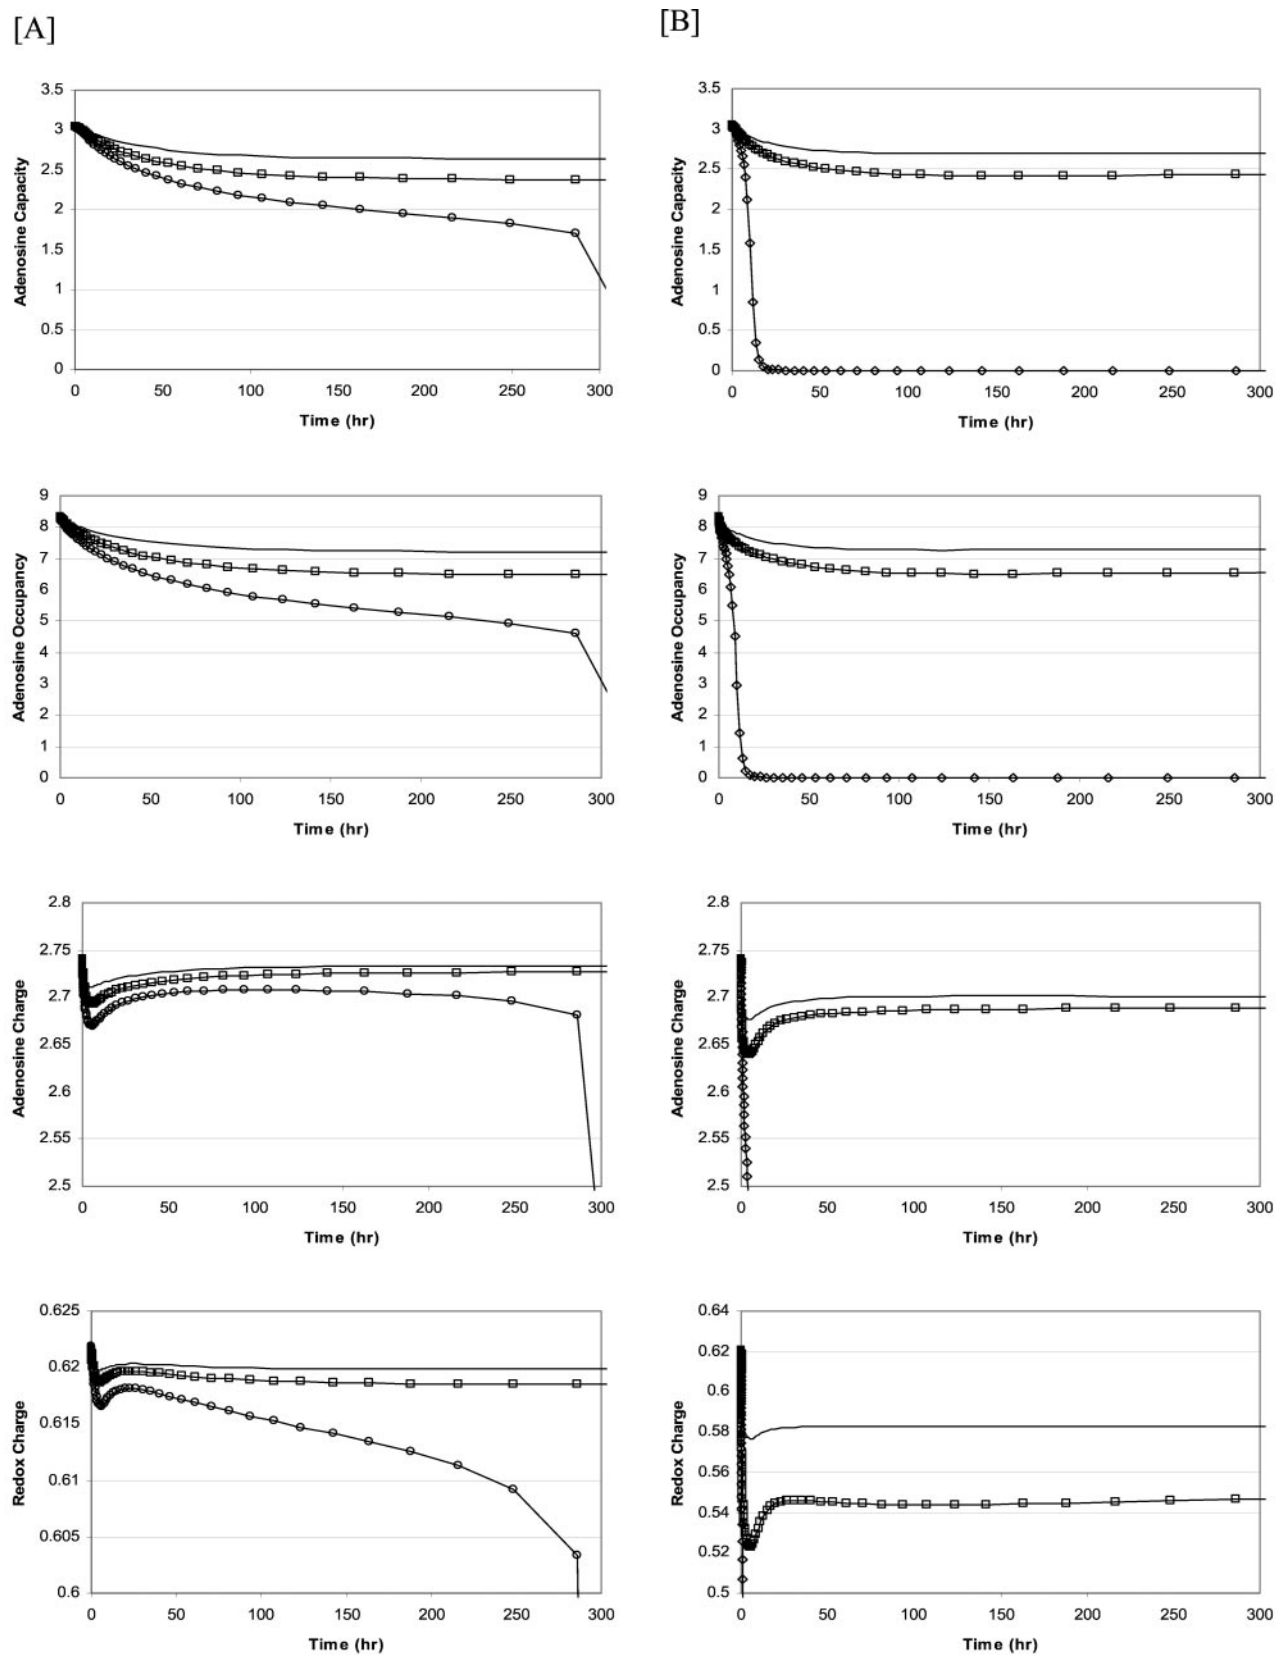 [A]
[B]
Adenosine Capacity
3.5
3
2.5
2
1.5
1
0.5
0
0 50 100 150 200 250 300
Time (hr)
Adenosine Capacity
3.5
3
2.5
2
1.5
1
0.5
0
0 50 100 150 200 250 300
Time (hr)
Adenosine Occupancy
9
8
7
6
5
4
3
2
1
0
0 50 100 150 200 250 300
Time (hr)
Adenosine Occupancy
9
8
7
6
5
4
3
2
1
0
0 50 100 150 200 250 300
Time (hr)
Adenosine Charge
2.8
2.75
2.7
2.65
2.6
2.55
2.5
0 50 100 150 200 250 300
Time (hr)
Adenosine Charge
2.8
2.75
2.7
2.65
2.6
2.55
2.5
0 50 100 150 200 250 300
Time (hr)
Redox Charge
0.625
0.62
0.615
0.61
0.605
0.6
0 50 100 150 200 250 300
Time (hr)
Redox Charge
0.64
0.62
0.6
0.58
0.56
0.54
0.52
0.5
0 50 100 150 200 250 300
Time (hr)